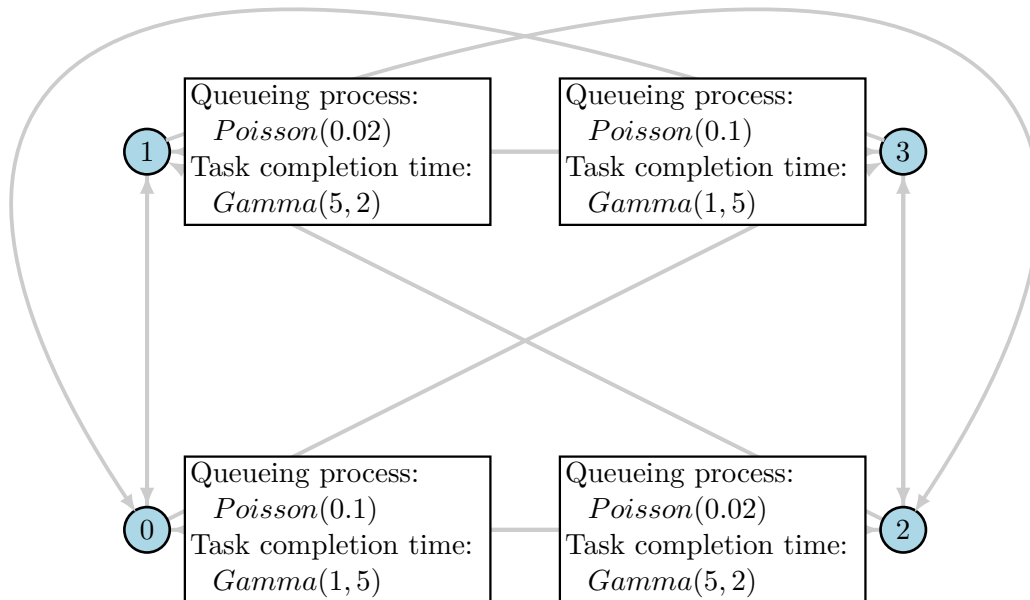 1
Queueing process:
Poisson(0.02)
Task completion time:
Gamma(5, 2)
Queueing process:
Poisson(0.1)
Task completion time:
Gamma(1, 5)
3
0
Queueing process:
Poisson(0.1)
Task completion time:
Gamma(1, 5)
Queueing process:
Poisson(0.02)
Task completion time:
Gamma(5, 2)
2